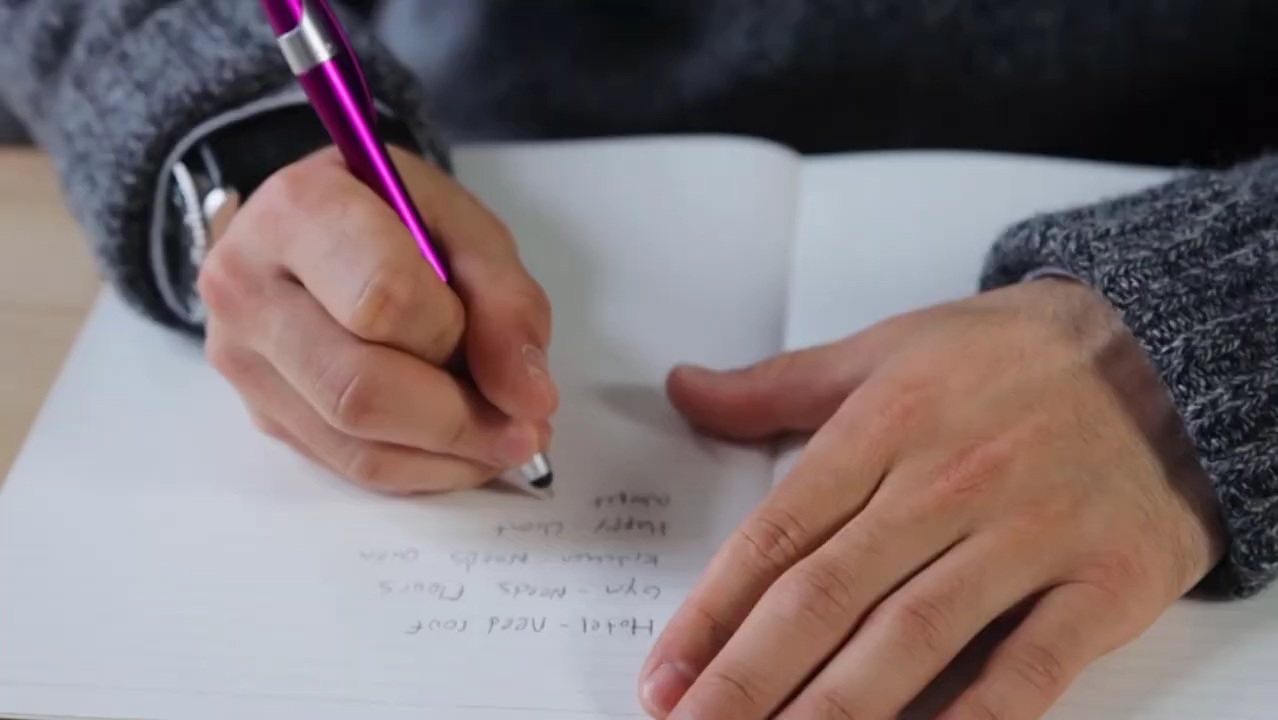 Hotel - Need roof
Gym - Needs Floors
Kitchen Needs Oven
Happy Client